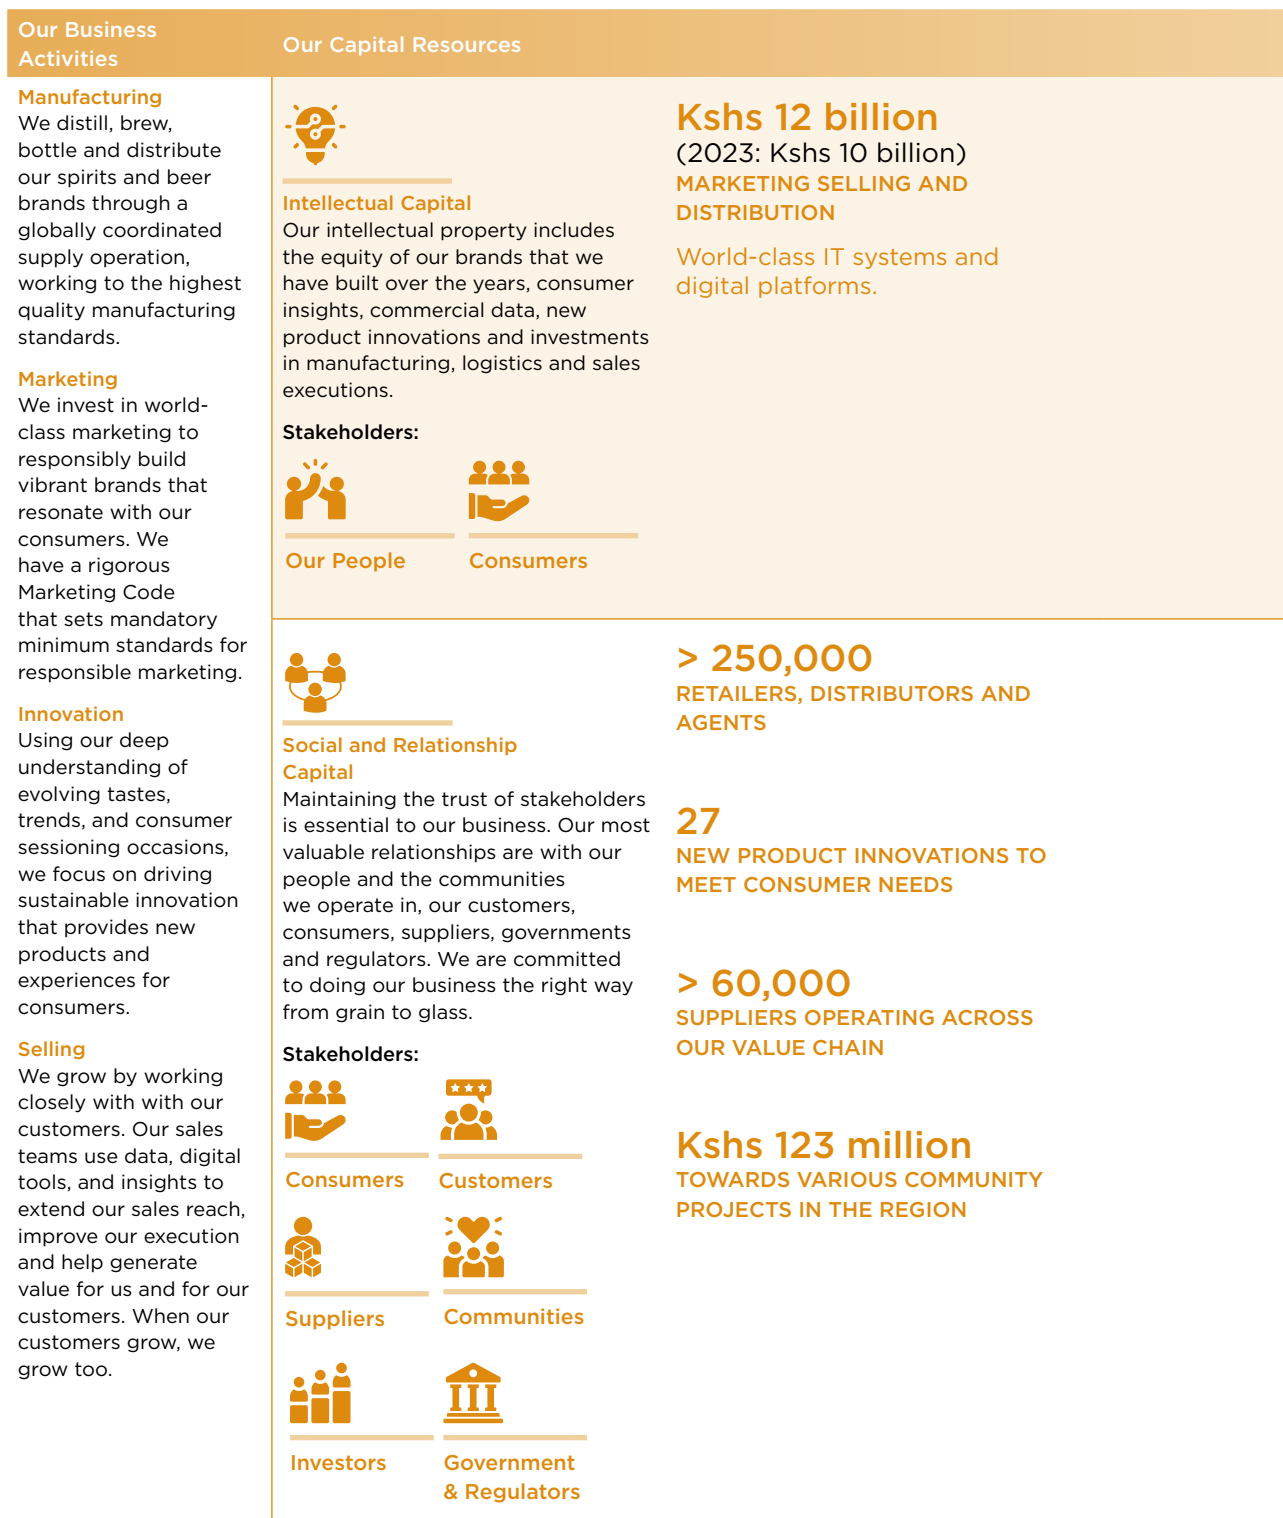 Our Business
Activities
Our Capital Resources
Manufacturing
We distill, brew,
bottle and distribute
our spirits and beer
brands through a
globally coordinated
supply operation,
working to the highest
quality manufacturing
standards.
Marketing
We invest in world-
class marketing to
responsibly build
vibrant brands that
resonate with our
consumers. We
have a rigorous
Marketing Code
that sets mandatory
minimum standards for
responsible marketing.
Innovation
Using our deep
understanding of
evolving tastes,
trends, and consumer
sessioning occasions,
we focus on driving
sustainable innovation
that provides new
products and
experiences for
consumers.
Selling
We grow by working
closely with with our
customers. Our sales
teams use data, digital
tools, and insights to
extend our sales reach,
improve our execution
and help generate
value for us and for our
customers. When our
customers grow, we
grow too.
Intellectual Capital
Our intellectual property includes
the equity of our brands that we
have built over the years, consumer
insights, commercial data, new
product innovations and investments
in manufacturing, logistics and sales
executions.
Stakeholders:
Our People
Consumers
Kshs 12 billion
(2023: Kshs 10 billion)
MARKETING SELLING AND
DISTRIBUTION
World-class IT systems and
digital platforms.
Social and Relationship
Capital
Maintaining the trust of stakeholders
is essential to our business. Our most
valuable relationships are with our
people and the communities
we operate in, our customers,
consumers, suppliers, governments
and regulators. We are committed
to doing our business the right way
from grain to glass.
Stakeholders:
Consumers
Customers
Suppliers
Communities
Investors
Government
& Regulators
> 250,000
RETAILERS, DISTRIBUTORS AND
AGENTS
27
NEW PRODUCT INNOVATIONS TO
MEET CONSUMER NEEDS
> 60,000
SUPPLIERS OPERATING ACROSS
OUR VALUE CHAIN
Kshs 123 million
TOWARDS VARIOUS COMMUNITY
PROJECTS IN THE REGION